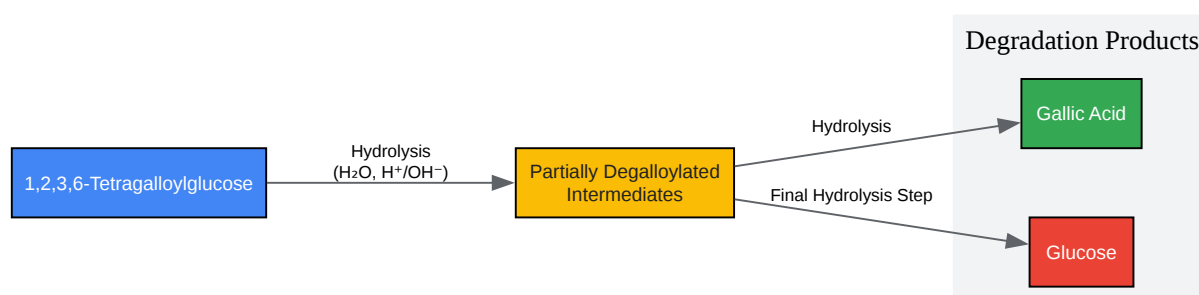 Degradation Products
Gallic Acid
Hydrolysis
Hydrolysis
(H₂O, H⁺/OH⁻)
1,2,3,6-Tetragalloylglucose
Partially Degalloylated
Intermediates
Final Hydrolysis Step
Glucose